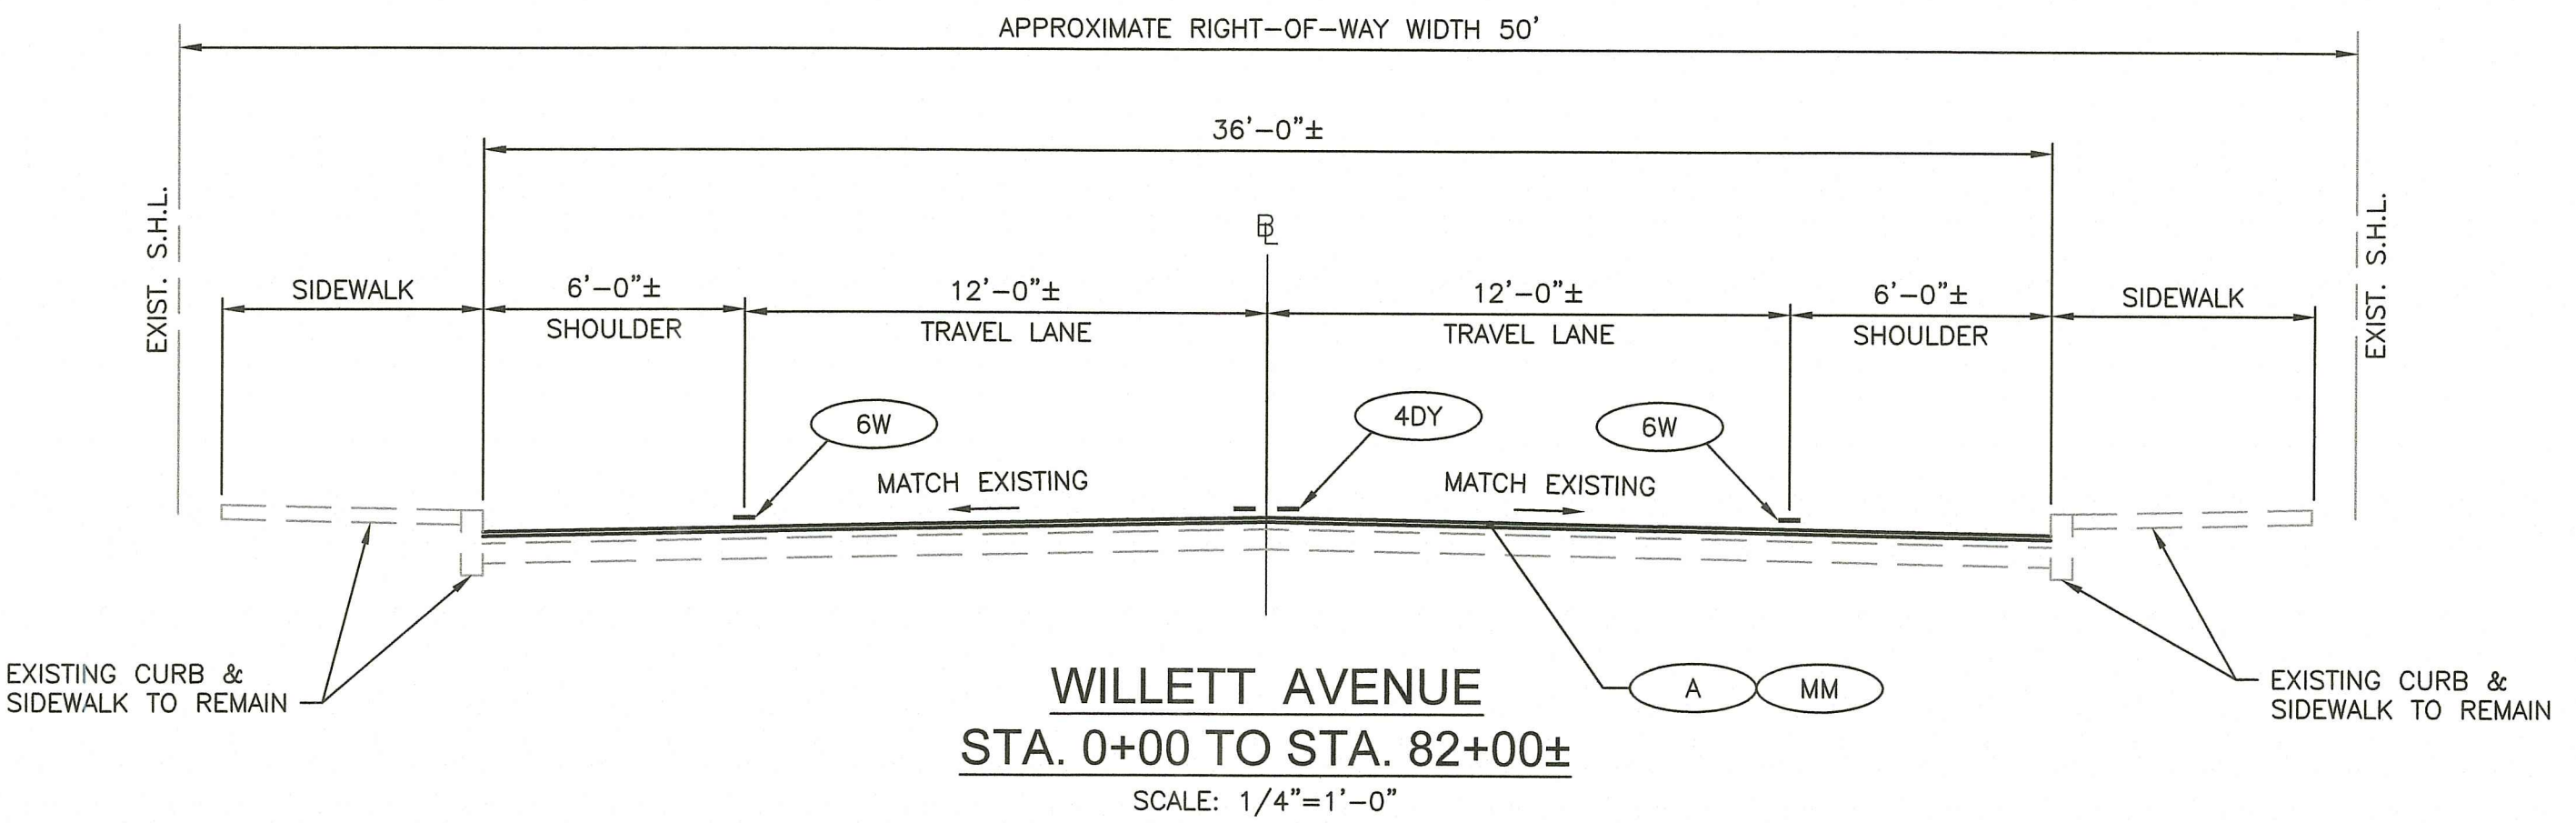 APPROXIMATE RIGHT-OF-WAY WIDTH 50'
36'-0"±
EXIST. S.H.L.
EXIST. S.H.L.
BL
SIDEWALK
6'-0"±
12'-0"±
12'-0"±
6'-0"±
SIDEWALK
SHOULDER
TRAVEL LANE
TRAVEL LANE
SHOULDER
6W
4DY
6W
MATCH EXISTING
MATCH EXISTING
EXISTING CURB &
SIDEWALK TO REMAIN
A
MM
EXISTING CURB &
SIDEWALK TO REMAIN
WILLETT AVENUE
STA. 0+00 TO STA. 82+00±
SCALE: 1/4"=1'-0"